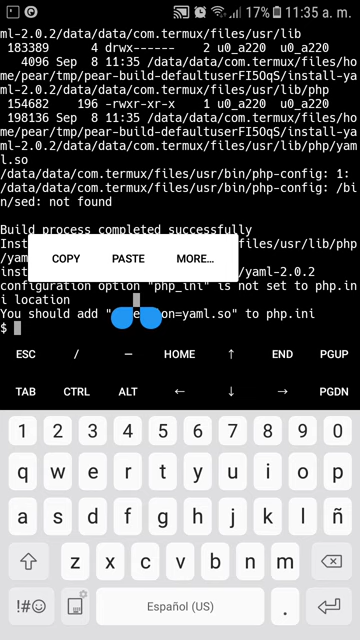 17% 11:35 a. m.
ml-2.0.2/data/data/com.termux/files/usr/lib
183389 4 drwx------ 2 u0_a220 u0_a220
4096 Sep 8 11:35 /data/data/com.termux/files/ho
me/pear/tmp/pear-build-defaultuserFI5OqS/install-ya
ml-2.0.2/data/data/com.termux/files/usr/lib/php
154682 196 -rwxr-xr-x 1 u0_a220 u0_a220
198136 Sep 8 11:35 /data/data/com.termux/files/ho
me/pear/tmp/pear-build-defaultuserFI5OqS/install-ya
ml-2.0.2/data/data/com.termux/files/usr/lib/php/yam
l.so
/data/data/com.termux/files/usr/bin/php-config: 1:
/data/data/com.termux/files/usr/bin/php-config: /bi
n/sed: not found
Build process completed successfully
Inst files/usr/lib/php
/yam
COPY PASTE MORE...
inst /yaml-2.0.2
configuration option "php_ini" is not set to php.in
i location
You should add " on=yaml.so" to php.ini
$
ESC / — HOME ↑ END PGUP
TAB CTRL ALT ← ↓ → PGDN
1 2 3 4 5 6 7 8 9 0
q w e r t y u i o p
a s d f g h j k l ñ
z x c v b n m
!#☺ Español (US) .